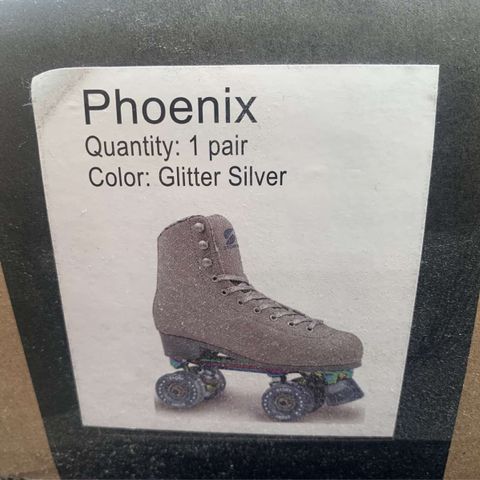 Phoenix
Quantity: 1 pair
Color: Glitter Silver